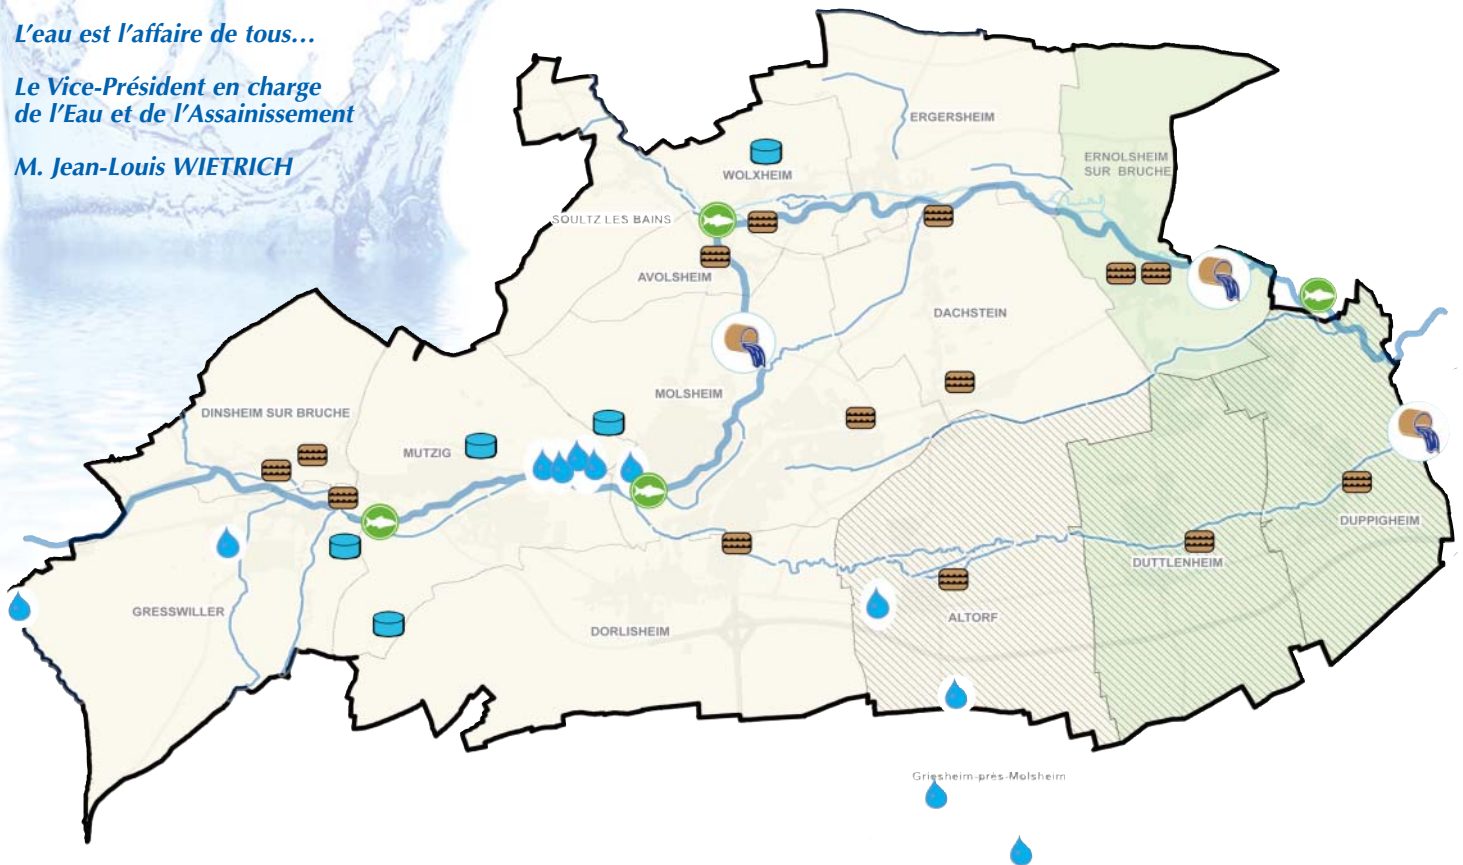 L'eau est l'affaire de tous…
Le Vice-Président en charge
de l'Eau et de l'Assainissement
M. Jean-Louis WIETRICH
ERGERSHEIM
ERNOLSHEIM
SUR BRUCHE
WOLXHEIM
SOULTZ LES BAINS
AVOLSHEIM
DACHSTEIN
MOLSHEIM
DINSHEIM SUR BRUCHE
MUTZIG
DUPPIGHEIM
DUTTLENHEIM
GRESSWILLER
ALTORF
DORLISHEIM
Griesheim-près-Molsheim